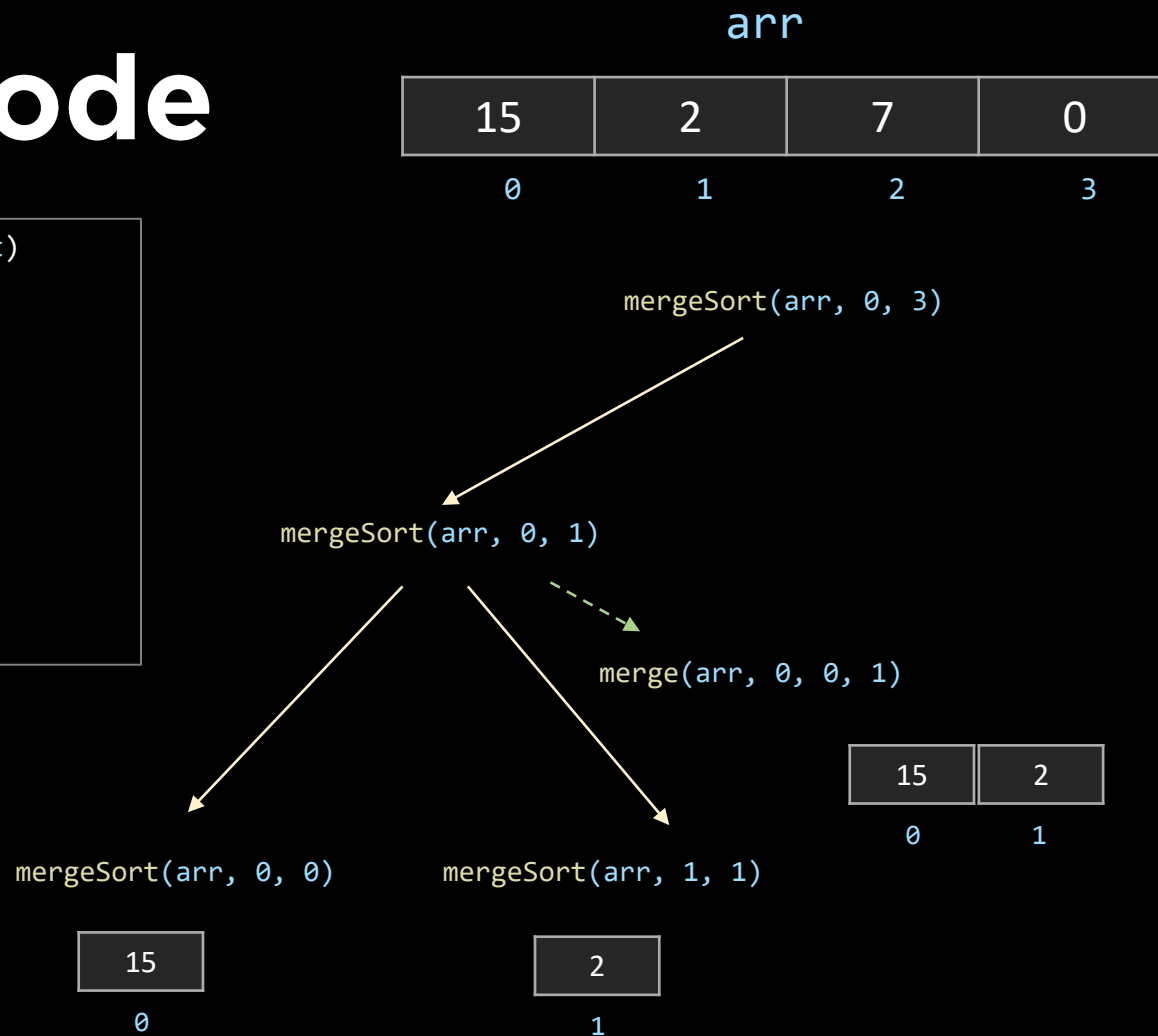 ode
arr
15 2 7 0
0 1 2 3
)
mergeSort(arr, 0, 3)
mergeSort(arr, 0, 1)
merge(arr, 0, 0, 1)
15 2
0 1
mergeSort(arr, 0, 0) mergeSort(arr, 1, 1)
15 2
0 1